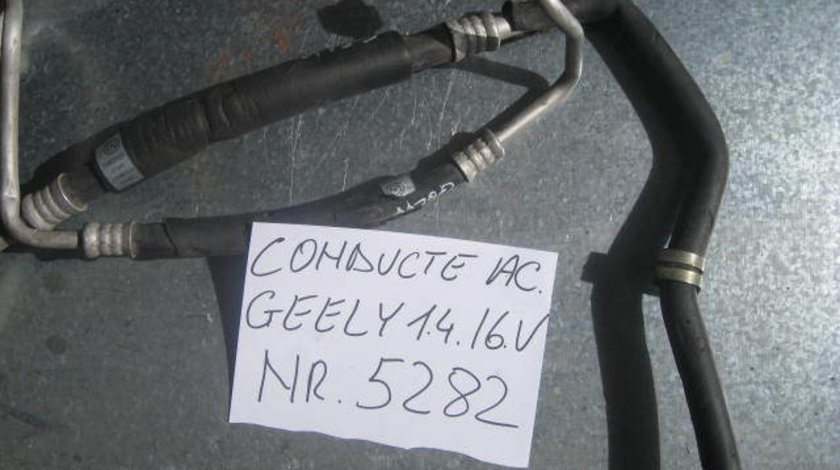 CONDUCTE AC.
GEELY 1.4.16.V
NR. 5282